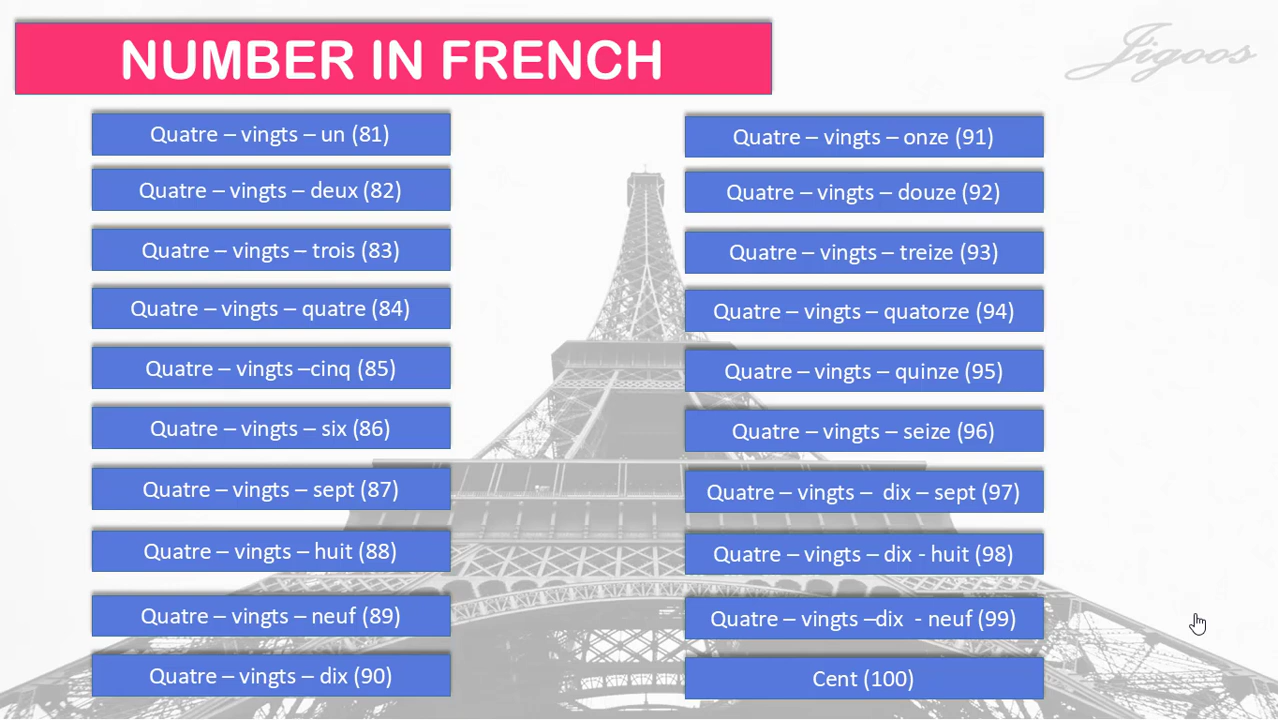 NUMBER IN FRENCH
Jigoos
Quatre – vingts – un (81)
Quatre – vingts – deux (82)
Quatre – vingts – trois (83)
Quatre – vingts – quatre (84)
Quatre – vingts –cinq (85)
Quatre – vingts – six (86)
Quatre – vingts – sept (87)
Quatre – vingts – huit (88)
Quatre – vingts – neuf (89)
Quatre – vingts – dix (90)
Quatre – vingts – onze (91)
Quatre – vingts – douze (92)
Quatre – vingts – treize (93)
Quatre – vingts – quatorze (94)
Quatre – vingts – quinze (95)
Quatre – vingts – seize (96)
Quatre – vingts – dix – sept (97)
Quatre – vingts – dix - huit (98)
Quatre – vingts –dix - neuf (99)
Cent (100)